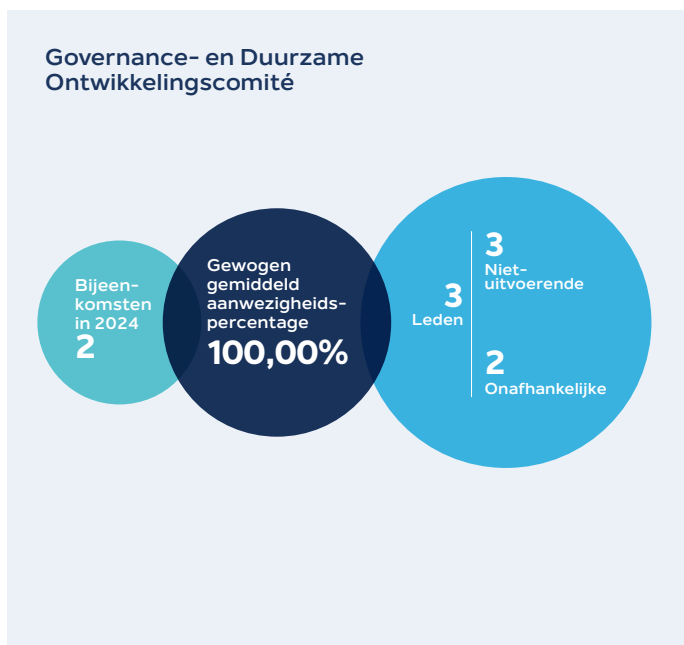 Governance- en Duurzame
Ontwikkelingscomité
Bijeen-
komsten
in 2024
2
Gewogen
gemiddeld
aanwezigheids-
percentage
100,00%
3
Leden
3
Niet-
uitvoerende
2
Onafhankelijke